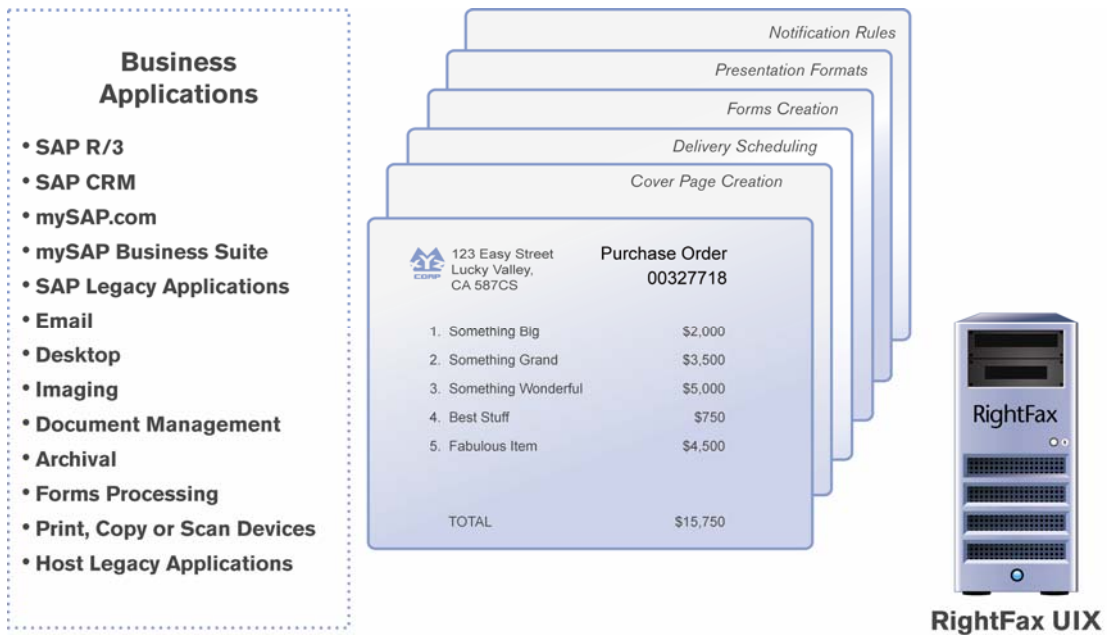 Business
Applications
• SAP R/3
• SAP CRM
• mySAP.com
• mySAP Business Suite
• SAP Legacy Applications
• Email
• Desktop
• Imaging
• Document Management
• Archival
• Forms Processing
• Print, Copy or Scan Devices
• Host Legacy Applications
Notification Rules
Presentation Formats
Forms Creation
Delivery Scheduling
Cover Page Creation
CORP
123 Easy Street
Lucky Valley,
CA 587CS
Purchase Order
00327718
1. Something Big $2,000
2. Something Grand $3,500
3. Something Wonderful $5,000
4. Best Stuff $750
5. Fabulous Item $4,500
TOTAL $15,750
RightFax
RightFax UIX